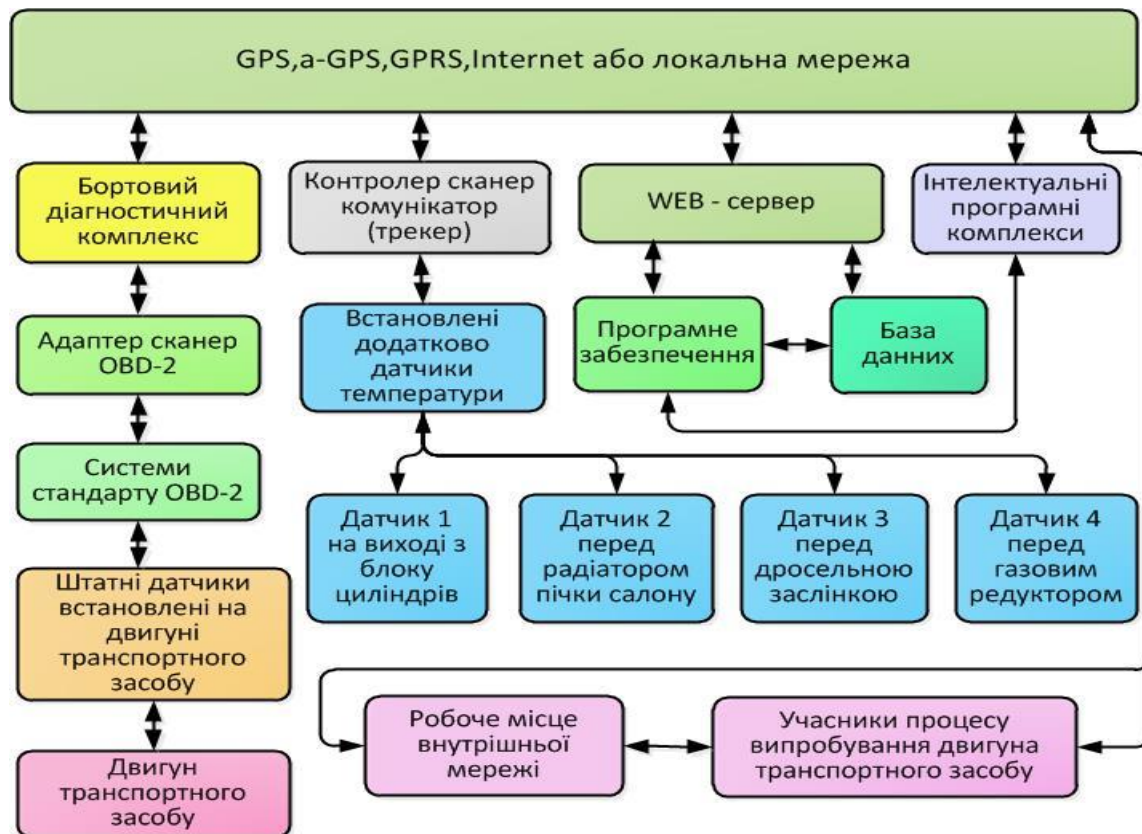 GPS,a-GPS,GPRS,Internet або локальна мережа
Бортовий
діагностичний
комплекс
Контролер сканер
комунікатор
(трекер)
WEB - сервер
Інтелектуальні
програмні
комплекси
Адаптер сканер
OBD-2
Встановлені
додатково
датчики
температури
Програмне
забезпечення
База
данних
Системи
стандарту OBD-2
Датчик 1
на виході з
блоку
циліндрів
Датчик 2
перед
радіатором
пічки салону
Датчик 3
перед
дросельною
заслінкою
Датчик 4
перед
газовим
редуктором
Штатні датчики
встановлені на
двигуні
транспортного
засобу
Робоче місце
внутрішньої
мережі
Учасники процесу
випробування двигуна
транспортного засобу
Двигун
транспортного
засобу